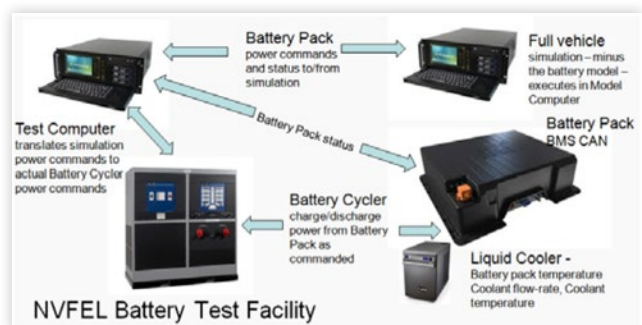 Battery Pack
power commands
and status to/from
simulation
Full vehicle
simulation – minus
the battery model –
executes in Model
Computer
Test Computer
translates simulation
power commands to
actual Battery Cycler
power commands
Battery Pack status
Battery Pack
BMS CAN
Battery Cycler
charge/discharge
power from Battery
Pack as
commanded
Liquid Cooler -
Battery pack temperature
Coolant flow-rate, Coolant
temperature
NVFEL Battery Test Facility